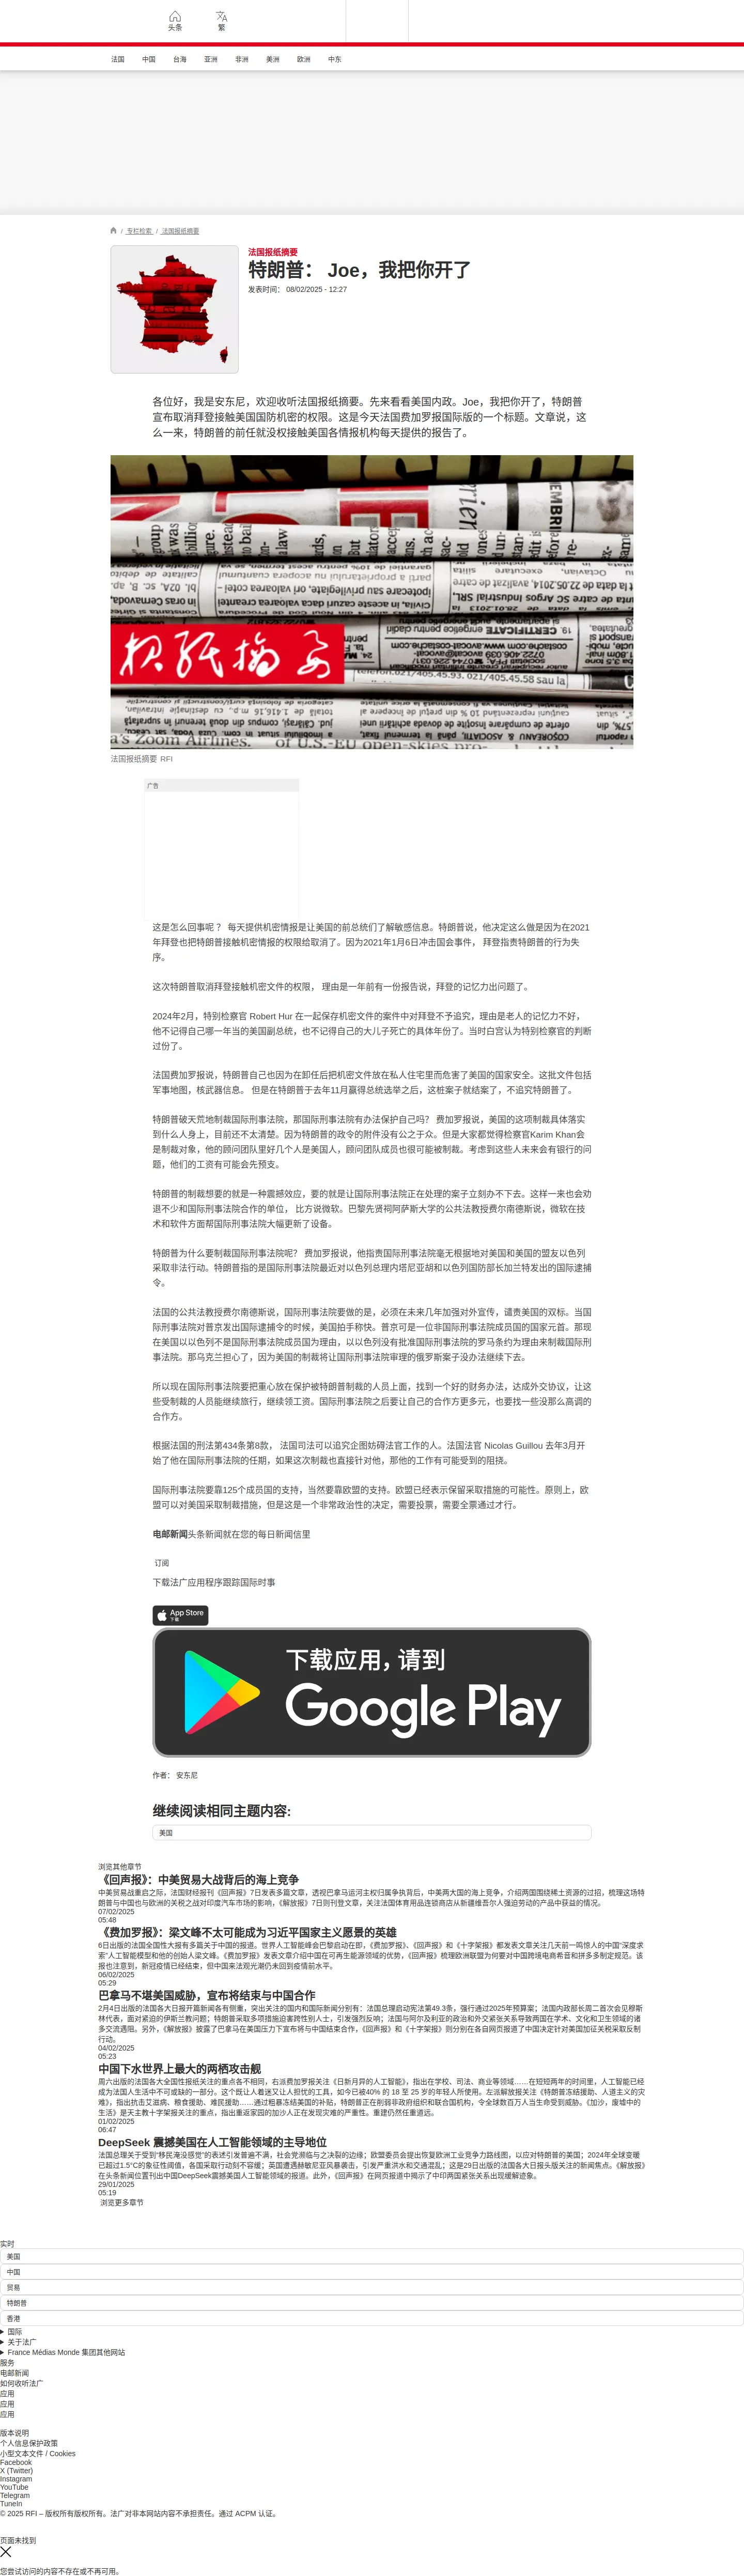 头条
繁
法国
中国
台海
亚洲
非洲
美洲
欧洲
中东
/ 专栏检索 / 法国报纸摘要
法国报纸摘要
特朗普： Joe，我把你开了
发表时间： 08/02/2025 - 12:27
各位好，我是安东尼，欢迎收听法国报纸摘要。先来看看美国内政。Joe，我把你开了，特朗普
宣布取消拜登接触美国国防机密的权限。这是今天法国费加罗报国际版的一个标题。文章说，这
么一来，特朗普的前任就没权接触美国各情报机构每天提供的报告了。
报纸摘要
a's Zoom Airlines.
of U.S.-EU open-skies pro-
法国报纸摘要 RFI
广告
这是怎么回事呢 ？ 每天提供机密情报是让美国的前总统们了解敏感信息。特朗普说，他决定这么做是因为在2021
年拜登也把特朗普接触机密情报的权限给取消了。因为2021年1月6日冲击国会事件， 拜登指责特朗普的行为失
序。
这次特朗普取消拜登接触机密文件的权限， 理由是一年前有一份报告说，拜登的记忆力出问题了。
2024年2月，特别检察官 Robert Hur 在一起保存机密文件的案件中对拜登不予追究，理由是老人的记忆力不好，
他不记得自己哪一年当的美国副总统，也不记得自己的大儿子死亡的具体年份了。当时白宫认为特别检察官的判断
过份了。
法国费加罗报说，特朗普自己也因为在卸任后把机密文件放在私人住宅里而危害了美国的国家安全。这批文件包括
军事地图，核武器信息。 但是在特朗普于去年11月赢得总统选举之后，这桩案子就结案了，不追究特朗普了。
特朗普破天荒地制裁国际刑事法院，那国际刑事法院有办法保护自己吗？ 费加罗报说，美国的这项制裁具体落实
到什么人身上，目前还不太清楚。因为特朗普的政令的附件没有公之于众。但是大家都觉得检察官Karim Khan会
是制裁对象，他的顾问团队里好几个人是美国人，顾问团队成员也很可能被制裁。考虑到这些人未来会有银行的问
题，他们的工资有可能会先预支。
特朗普的制裁想要的就是一种震撼效应，要的就是让国际刑事法院正在处理的案子立刻办不下去。这样一来也会劝
退不少和国际刑事法院合作的单位， 比方说微软。巴黎先贤祠阿萨斯大学的公共法教授费尔南德斯说，微软在技
术和软件方面帮国际刑事法院大幅更新了设备。
特朗普为什么要制裁国际刑事法院呢？ 费加罗报说，他指责国际刑事法院毫无根据地对美国和美国的盟友以色列
采取非法行动。特朗普指的是国际刑事法院最近对以色列总理内塔尼亚胡和以色列国防部长加兰特发出的国际逮捕
令。
法国的公共法教授费尔南德斯说，国际刑事法院要做的是，必须在未来几年加强对外宣传，谴责美国的双标。当国
际刑事法院对普京发出国际逮捕令的时候，美国拍手称快。普京可是一位非国际刑事法院成员国的国家元首。那现
在美国以以色列不是国际刑事法院成员国为理由，以以色列没有批准国际刑事法院的罗马条约为理由来制裁国际刑
事法院。那乌克兰担心了，因为美国的制裁将让国际刑事法院审理的俄罗斯案子没办法继续下去。
所以现在国际刑事法院要把重心放在保护被特朗普制裁的人员上面，找到一个好的财务办法，达成外交协议，让这
些受制裁的人员能继续旅行，继续领工资。国际刑事法院之后要让自己的合作方更多元，也要找一些没那么高调的
合作方。
根据法国的刑法第434条第8款， 法国司法可以追究企图妨碍法官工作的人。法国法官 Nicolas Guillou 去年3月开
始了他在国际刑事法院的任期，如果这次制裁也直接针对他，那他的工作有可能受到的阻挠。
国际刑事法院要靠125个成员国的支持，当然要靠欧盟的支持。欧盟已经表示保留采取措施的可能性。原则上，欧
盟可以对美国采取制裁措施，但是这是一个非常政治性的决定，需要投票，需要全票通过才行。
电邮新闻头条新闻就在您的每日新闻信里
订阅
下载法广应用程序跟踪国际时事
App Store
下载
下载应用，请到
Google Play
作者： 安东尼
继续阅读相同主题内容:
美国
浏览其他章节
《回声报》：中美贸易大战背后的海上竞争
中美贸易战重启之际，法国财经报刊《回声报》7日发表多篇文章，透视巴拿马运河主权归属争执背后，中美两大国的海上竞争，介绍两国围绕稀土资源的过招，梳理这场特
朗普与中国也与欧洲的关税之战对印度汽车市场的影响，《解放报》7日则刊登文章，关注法国体育用品连锁商店从新疆维吾尔人强迫劳动的产品中获益的情况。
07/02/2025
05:48
《费加罗报》：梁文峰不太可能成为习近平国家主义愿景的英雄
6日出版的法国全国性大报有多篇关于中国的报道。世界人工智能峰会巴黎启动在即，《费加罗报》、《回声报》和《十字架报》都发表文章关注几天前一鸣惊人的中国“深度求
索”人工智能模型和他的创始人梁文峰。《费加罗报》发表文章介绍中国在可再生能源领域的优势，《回声报》梳理欧洲联盟为何要对中国跨境电商希音和拼多多制定规范。该
报也注意到，新冠疫情已经结束，但中国来法观光潮仍未回到疫情前水平。
06/02/2025
05:29
巴拿马不堪美国威胁，宣布将结束与中国合作
2月4日出版的法国各大日报开篇新闻各有侧重，突出关注的国内和国际新闻分别有：法国总理启动宪法第49.3条，强行通过2025年预算案；法国内政部长周二首次会见穆斯
林代表，面对紧迫的伊斯兰教问题；特朗普采取多项措施迫害跨性别人士，引发强烈反响；法国与阿尔及利亚的政治和外交紧张关系导致两国在学术、文化和卫生领域的诸
多交流遇阻。另外，《解放报》披露了巴拿马在美国压力下宣布将与中国结束合作，《回声报》和《十字架报》则分别在各自网页报道了中国决定针对美国加征关税采取反制
行动。
04/02/2025
05:23
中国下水世界上最大的两栖攻击舰
周六出版的法国各大全国性报纸关注的重点各不相同，右派费加罗报关注《日新月异的人工智能》，指出在学校、司法、商业等领域……在短短两年的时间里，人工智能已经
成为法国人生活中不可或缺的一部分。这个既让人着迷又让人担忧的工具，如今已被40% 的 18 至 25 岁的年轻人所使用。左派解放报关注《特朗普冻结援助、人道主义的灾
难》，指出抗击艾滋病、粮食援助、难民援助……通过粗暴冻结美国的补贴，特朗普正在削弱非政府组织和联合国机构，令全球数百万人当生命受到威胁。《加沙，废墟中的
生活》是天主教十字架报关注的重点，指出重返家园的加沙人正在发现灾难的严重性。重建仍然任重道远。
01/02/2025
06:47
DeepSeek 震撼美国在人工智能领域的主导地位
法国总理关于受到“移民淹没感觉”的表述引发普遍不满，社会党濒临与之决裂的边缘；欧盟委员会提出恢复欧洲工业竞争力路线图，以应对特朗普的美国；2024年全球变暖
已超过1.5°C的象征性阈值，各国采取行动刻不容缓；英国遭遇赫敏尼亚风暴袭击，引发严重洪水和交通混乱；这是29日出版的法国各大日报头版关注的新闻焦点。《解放报》
在头条新闻位置刊出中国DeepSeek震撼美国人工智能领域的报道。此外，《回声报》在网页报道中揭示了中印两国紧张关系出现缓解迹象。
29/01/2025
05:19
浏览更多章节
实时
美国
中国
贸易
特朗普
香港
国际
关于法广
France Médias Monde 集团其他网站
服务
电邮新闻
如何收听法广
应用
应用
应用
版本说明
个人信息保护政策
小型文本文件 / Cookies
Facebook
X (Twitter)
Instagram
YouTube
Telegram
TuneIn
© 2025 RFI – 版权所有版权所有。法广对非本网站内容不承担责任。通过 ACPM 认证。
页面未找到
您尝试访问的内容不存在或不再可用。